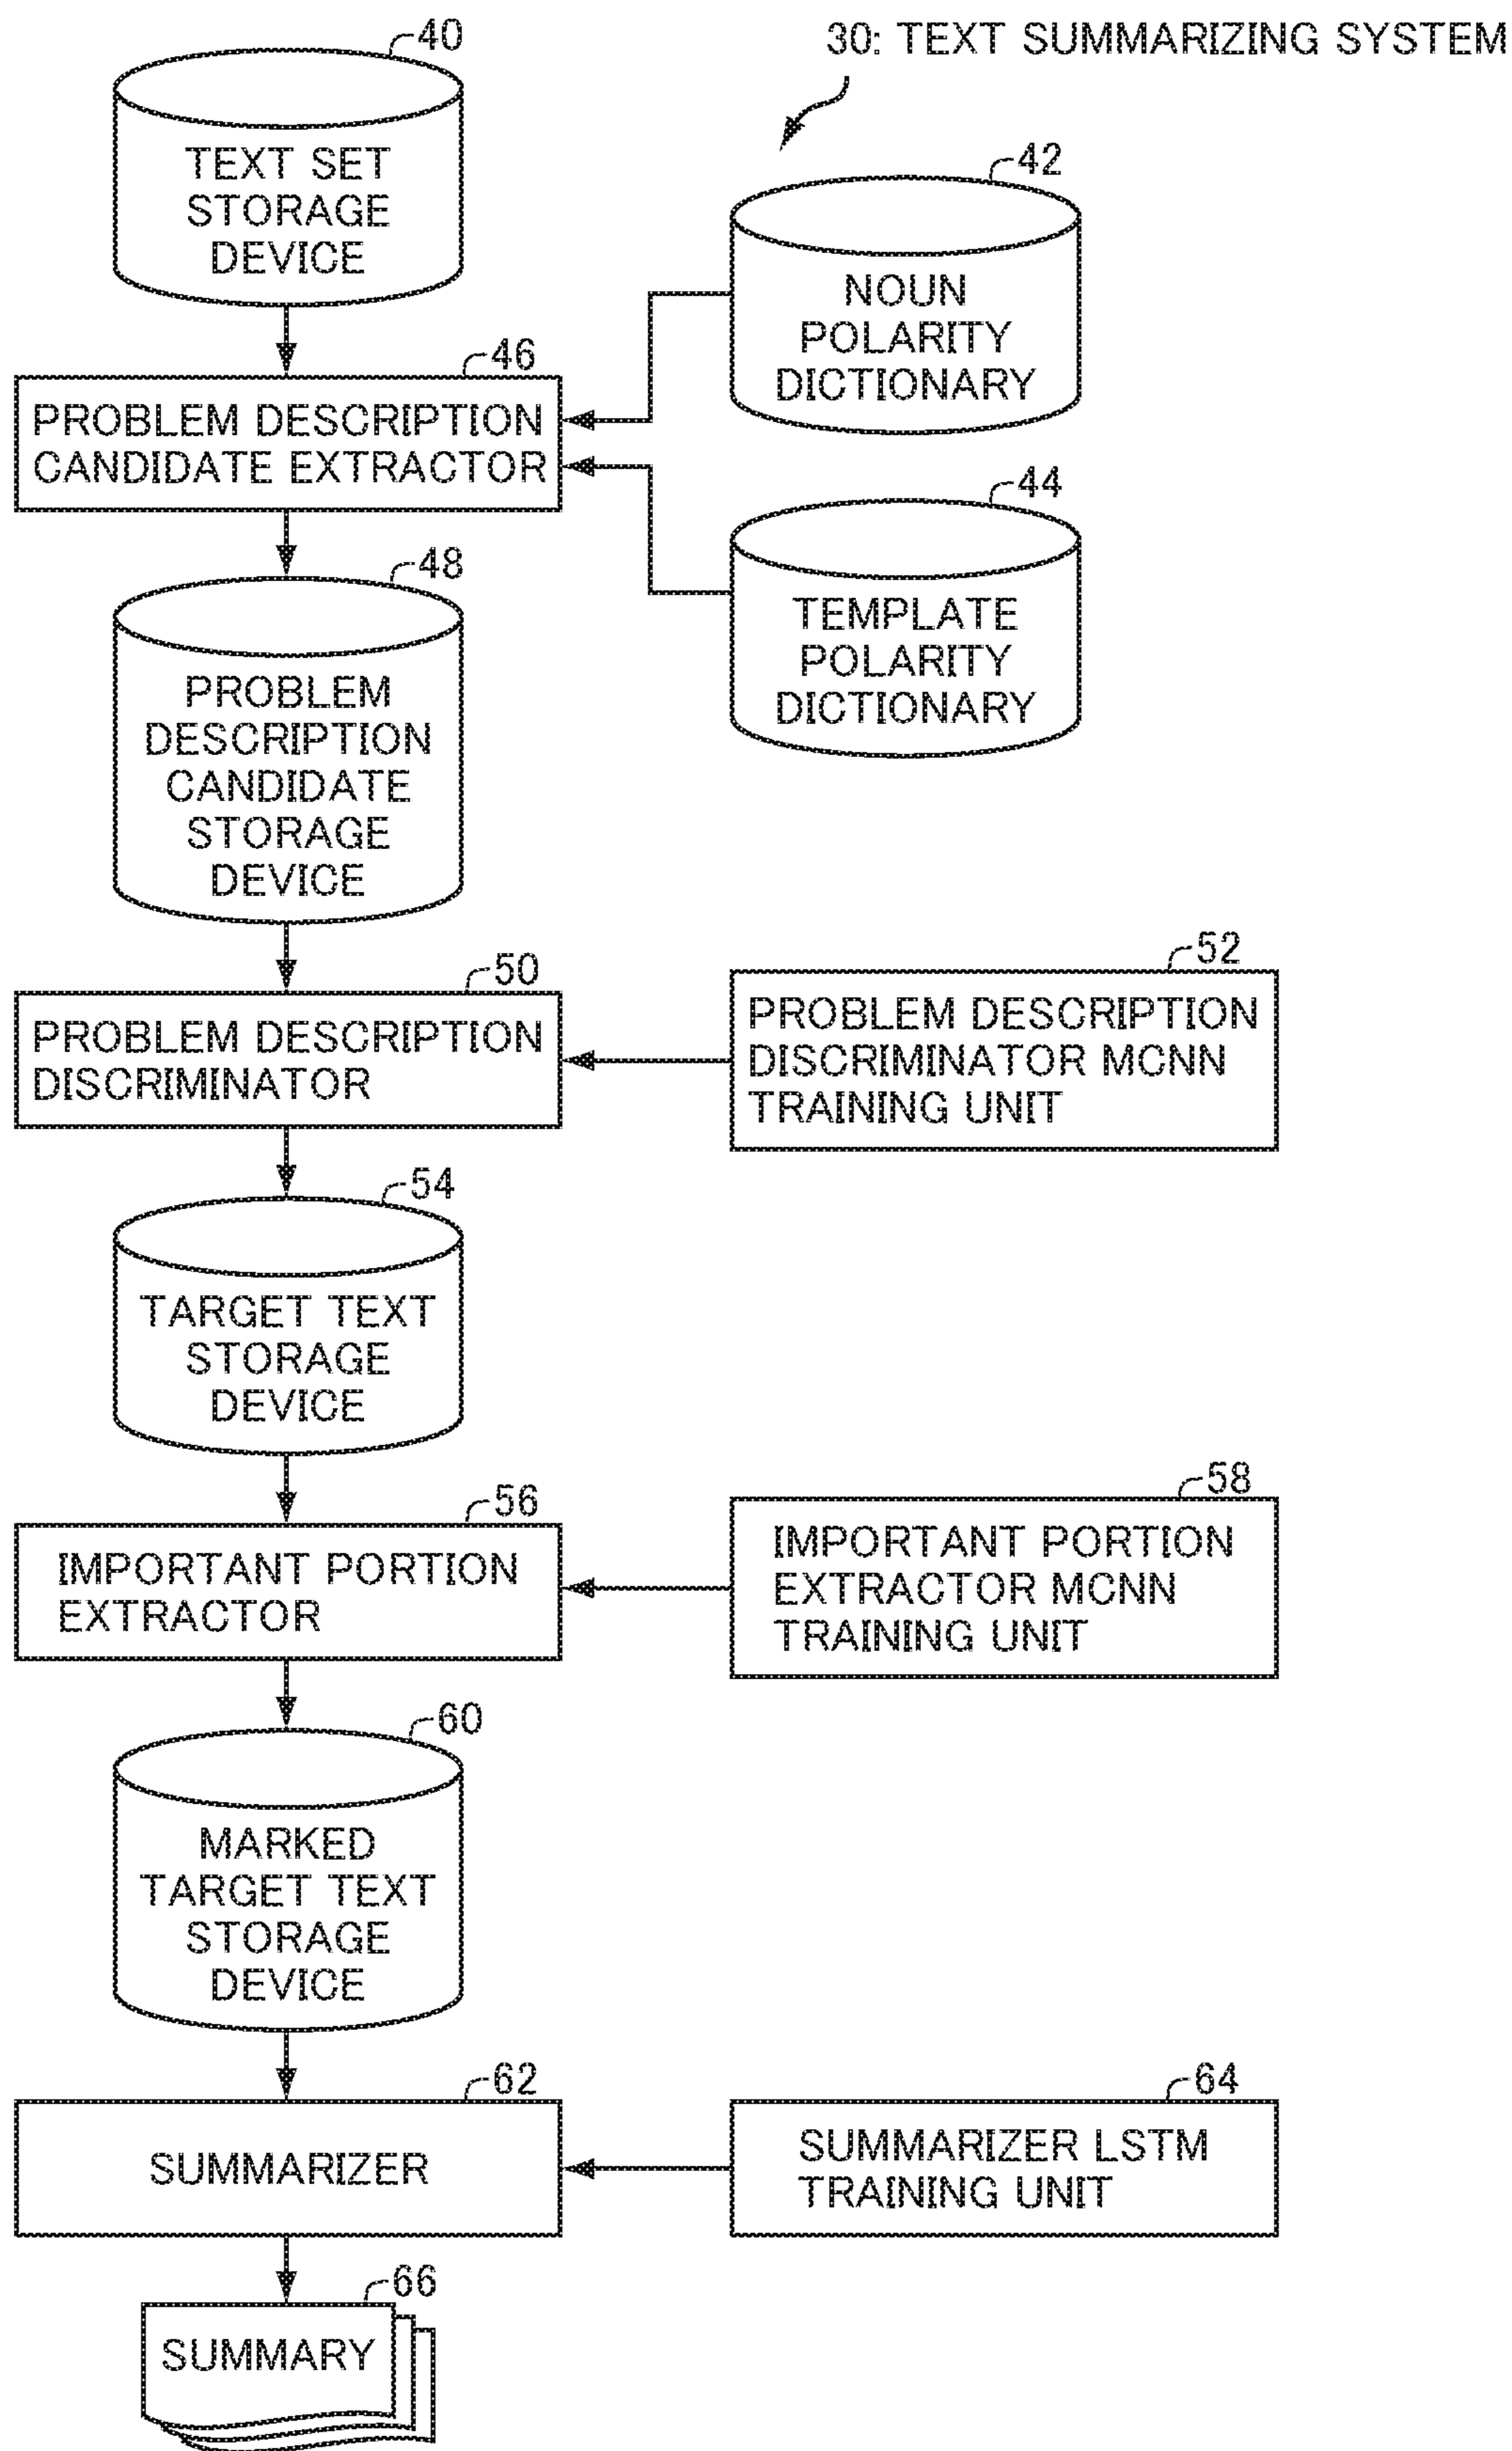 40
30: TEXT SUMMARIZING SYSTEM
TEXT SET
STORAGE
DEVICE
42
NOUN
POLARITY
DICTIONARY
46
PROBLEM DESCRIPTION
CANDIDATE EXTRACTOR
44
TEMPLATE
POLARITY
DICTIONARY
48
PROBLEM
DESCRIPTION
CANDIDATE
STORAGE
DEVICE
50
PROBLEM DESCRIPTION
DISCRIMINATOR
52
PROBLEM DESCRIPTION
DISCRIMINATOR MCNN
TRAINING UNIT
54
TARGET TEXT
STORAGE
DEVICE
56
IMPORTANT PORTION
EXTRACTOR
58
IMPORTANT PORTION
EXTRACTOR MCNN
TRAINING UNIT
60
MARKED
TARGET TEXT
STORAGE
DEVICE
62
SUMMARIZER
64
SUMMARIZER LSTM
TRAINING UNIT
66
SUMMARY